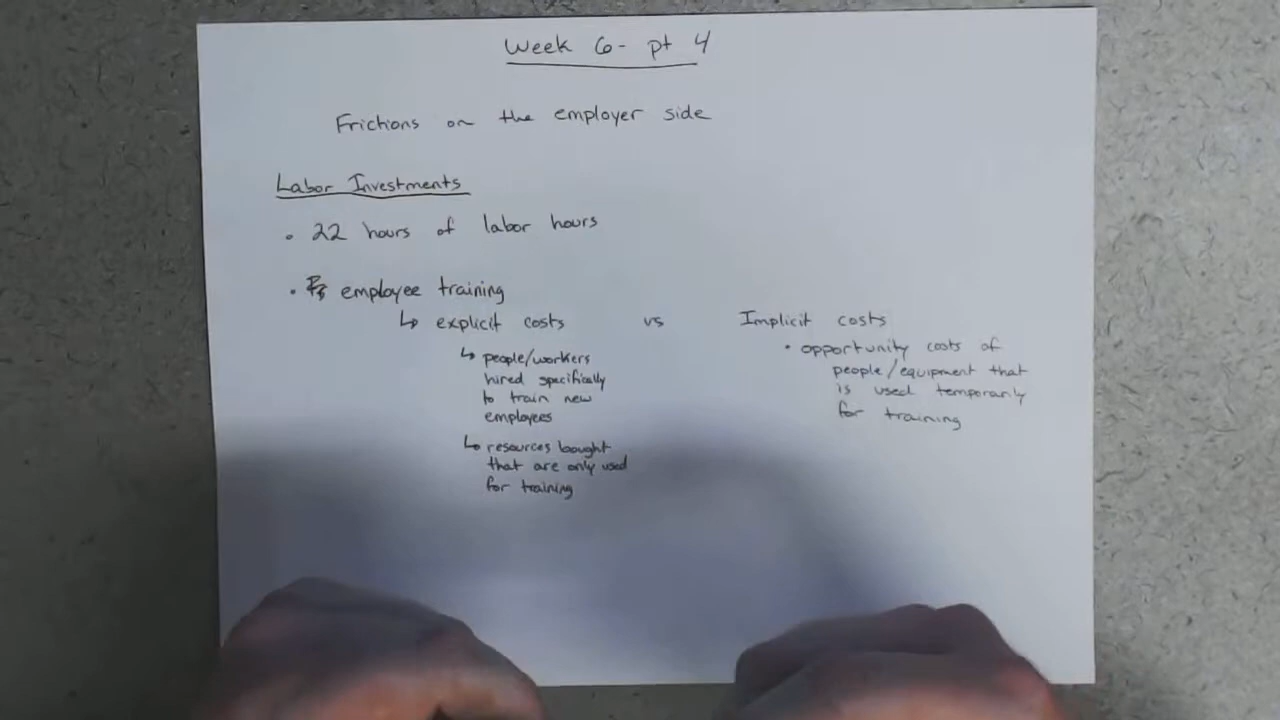 Week 6- pt 4
Frictions on the employer side
Labor Investments
• 22 hours of labor hours
• employee training
↳ explicit costs vs Implicit costs
↳ people/workers
hired specifically
to train new
employees
↳ resources bought
that are only used
for training
• opportunity costs of
people/equipment that
is used temporarily
for training